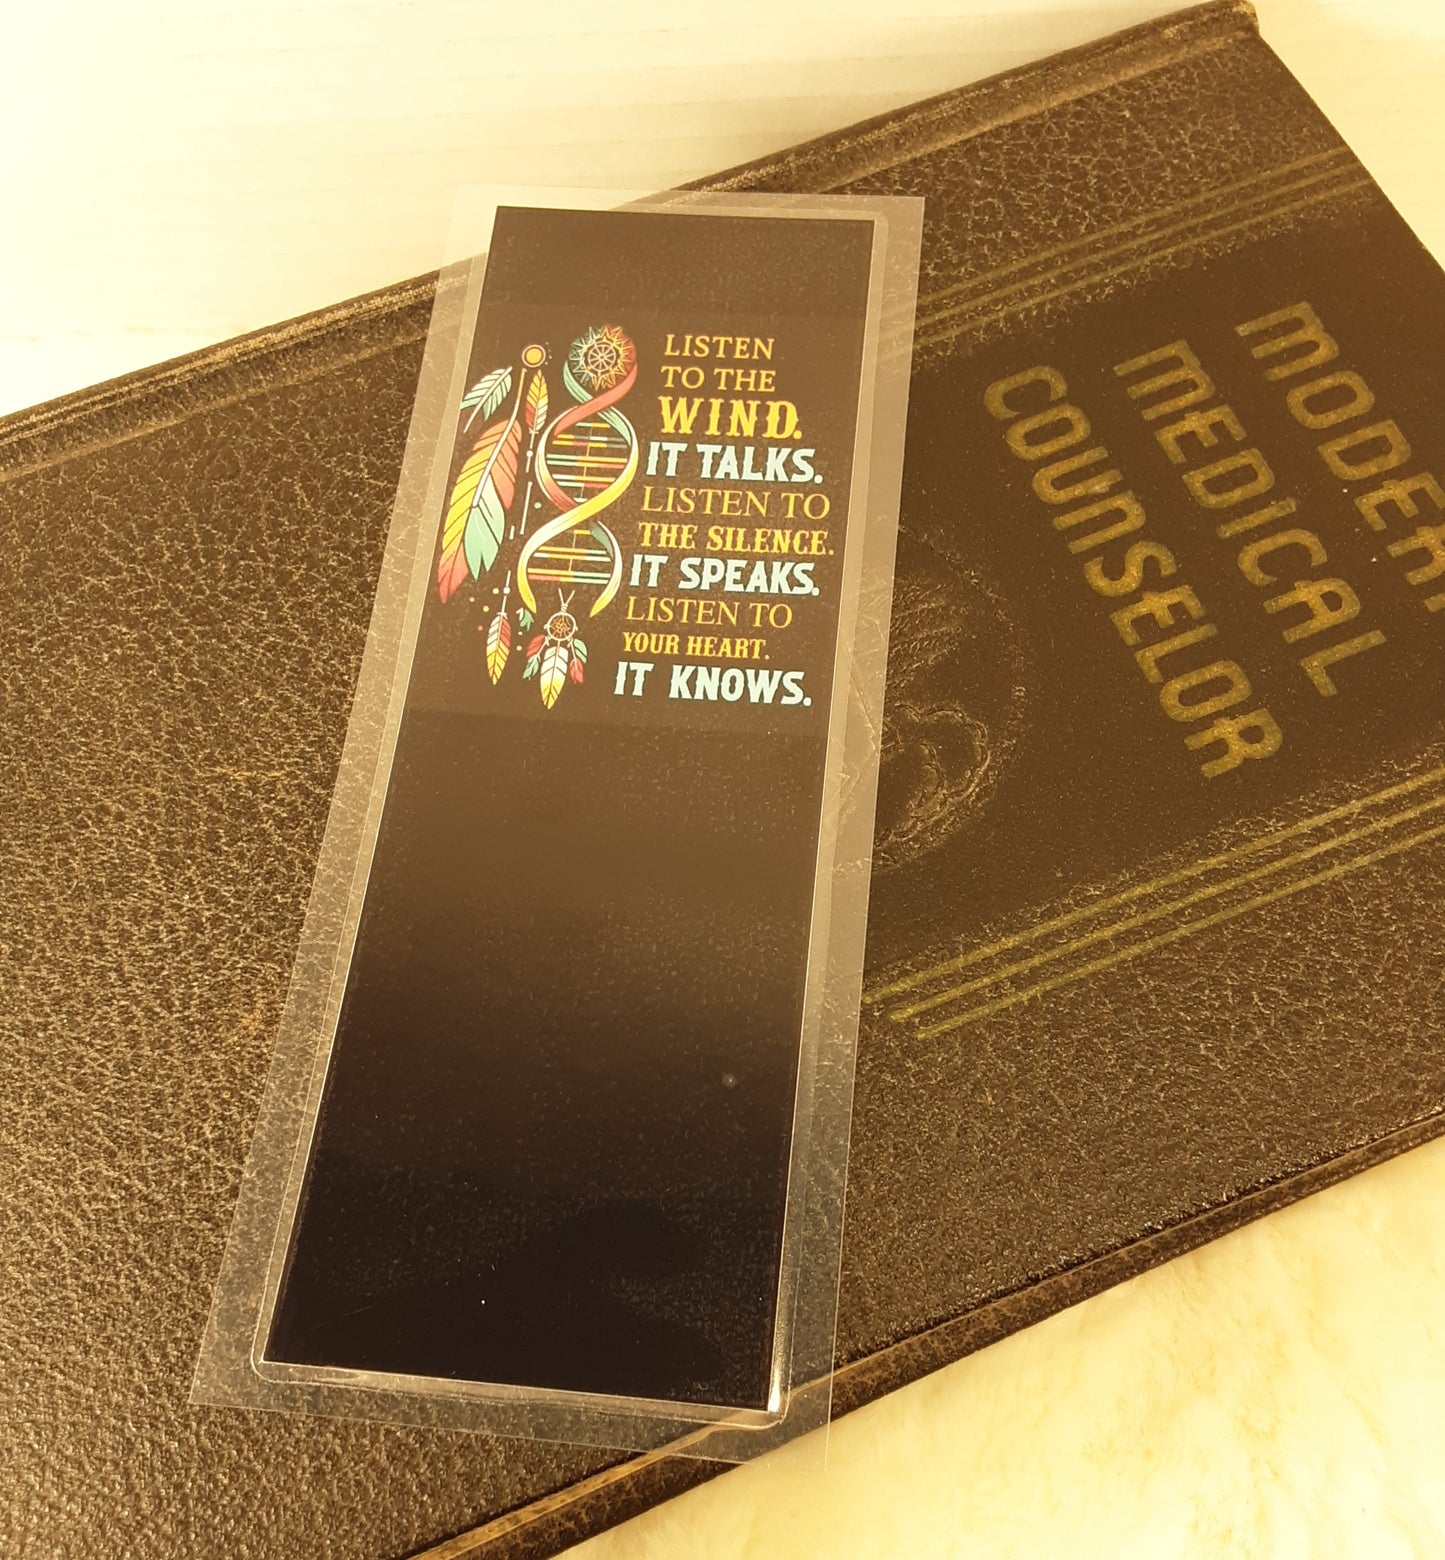 LISTEN
TO THE
WIND.
IT TALKS.
LISTEN TO
THE SILENCE.
IT SPEAKS.
LISTEN TO
YOUR HEART.
IT KNOWS.
MODERN
MEDICAL
COUNSELOR